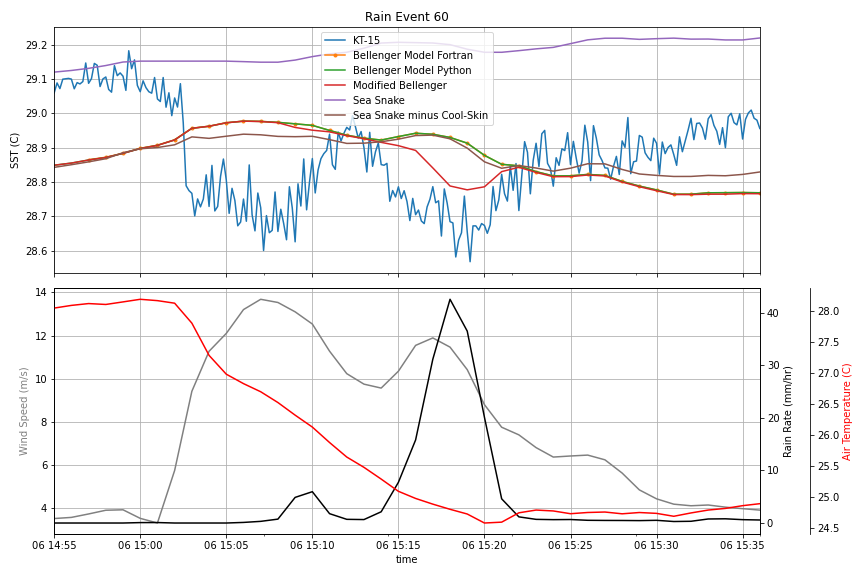 Rain Event 60
KT-15
Bellenger Model Fortran
Bellenger Model Python
Modified Bellenger
Sea Snake
Sea Snake minus Cool-Skin
SST (C)
29.2
29.1
29.0
28.9
28.8
28.7
28.6
Wind Speed (m/s)
14
12
10
8
6
4
40
30
20
10
0
Rain Rate (mm/hr)
28.0
27.5
27.0
26.5
26.0
25.5
25.0
24.5
Air Temperature (C)
06 14:55 06 15:00 06 15:05 06 15:10 06 15:15 06 15:20 06 15:25 06 15:30 06 15:35
time